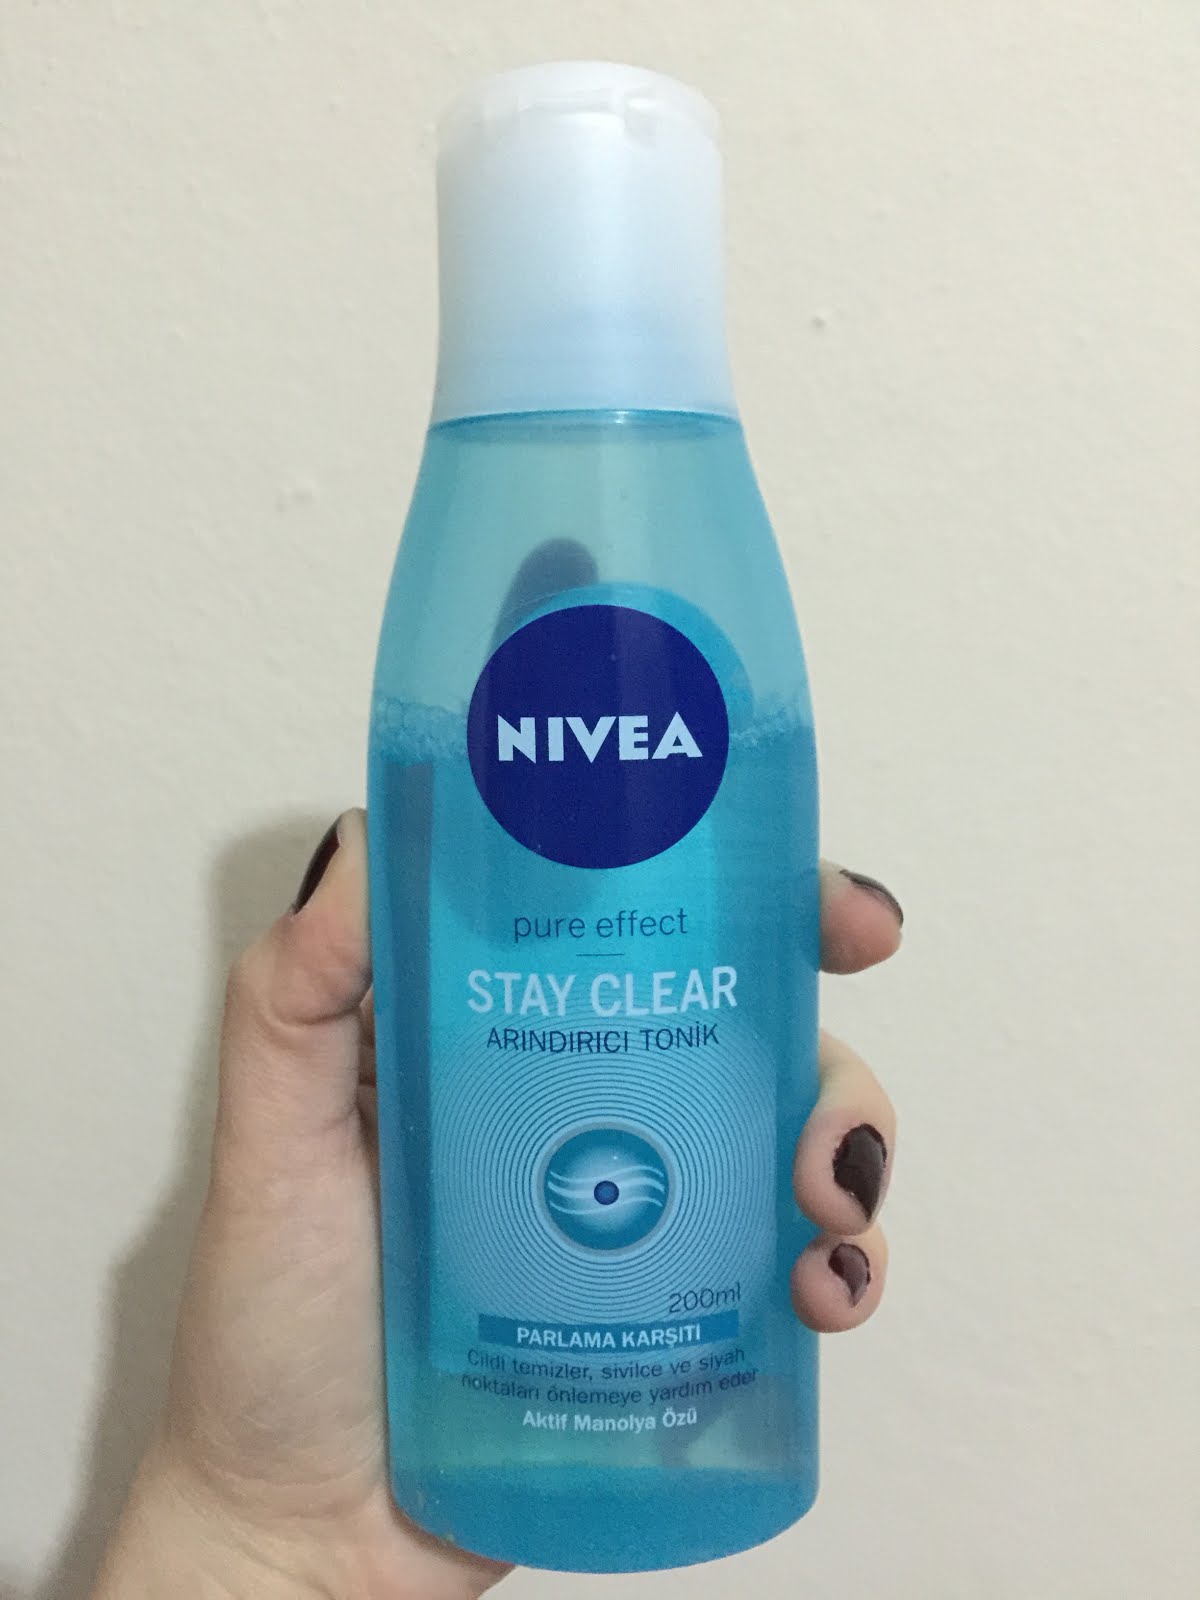 NIVEA
pure effect
STAY CLEAR
ARINDIRICI TONİK
200ml
PARLAMA KARŞITI
Cildi temizler, sivilce ve siyah
noktaları önlemeye yardım eder
Aktif Manolya Özü